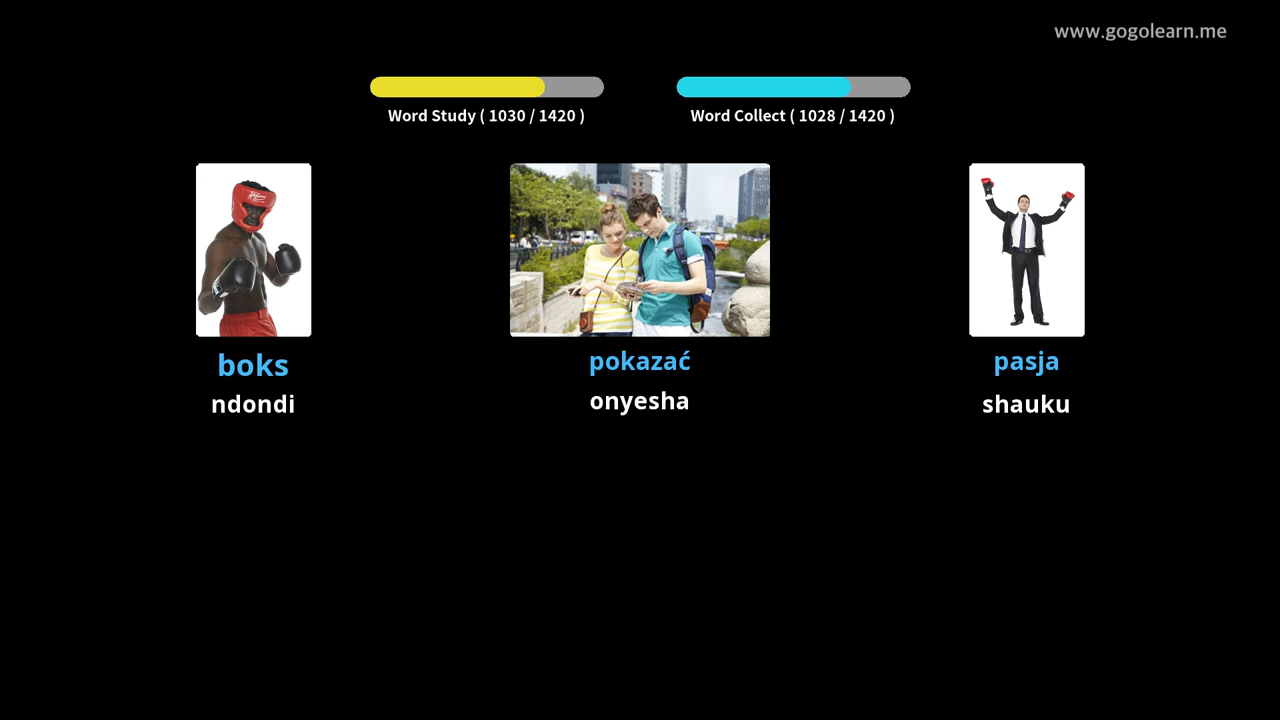 www.gogolearn.me
Word Study ( 1030 / 1420 )
Word Collect ( 1028 / 1420 )
boks
ndondi
pokazać
onyesha
pasja
shauku